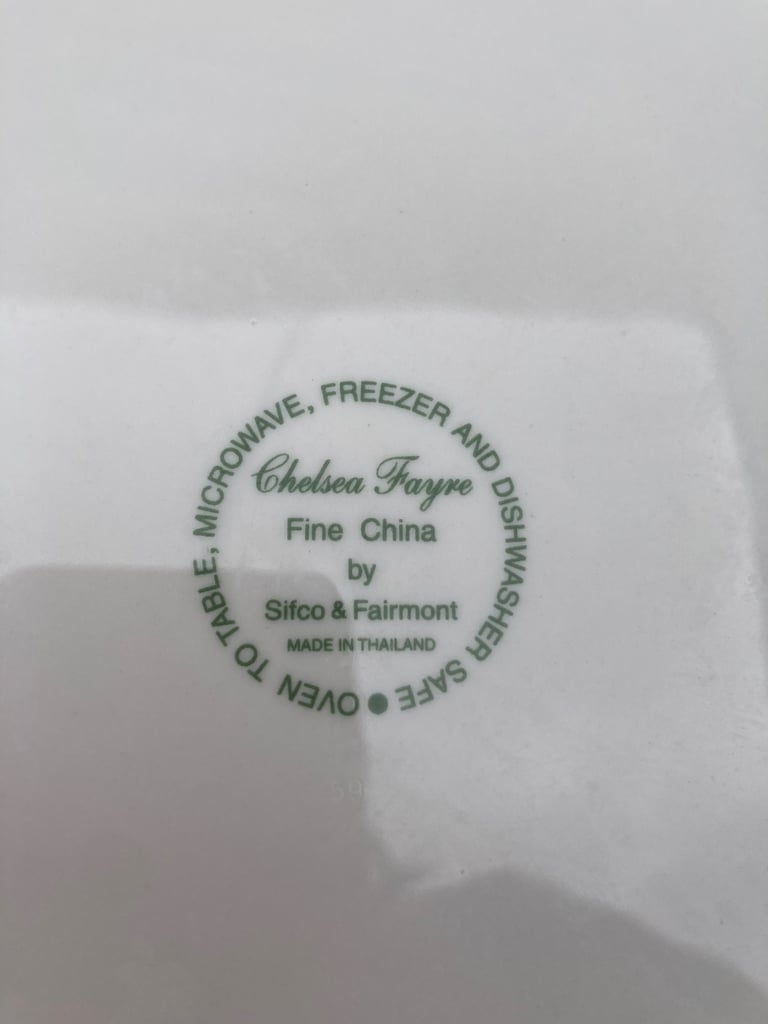 OVEN TO TABLE, MICROWAVE, FREEZER AND DISHWASHER SAFE ●
Chelsea Fayre
Fine China
by
Sifco & Fairmont
MADE IN THAILAND